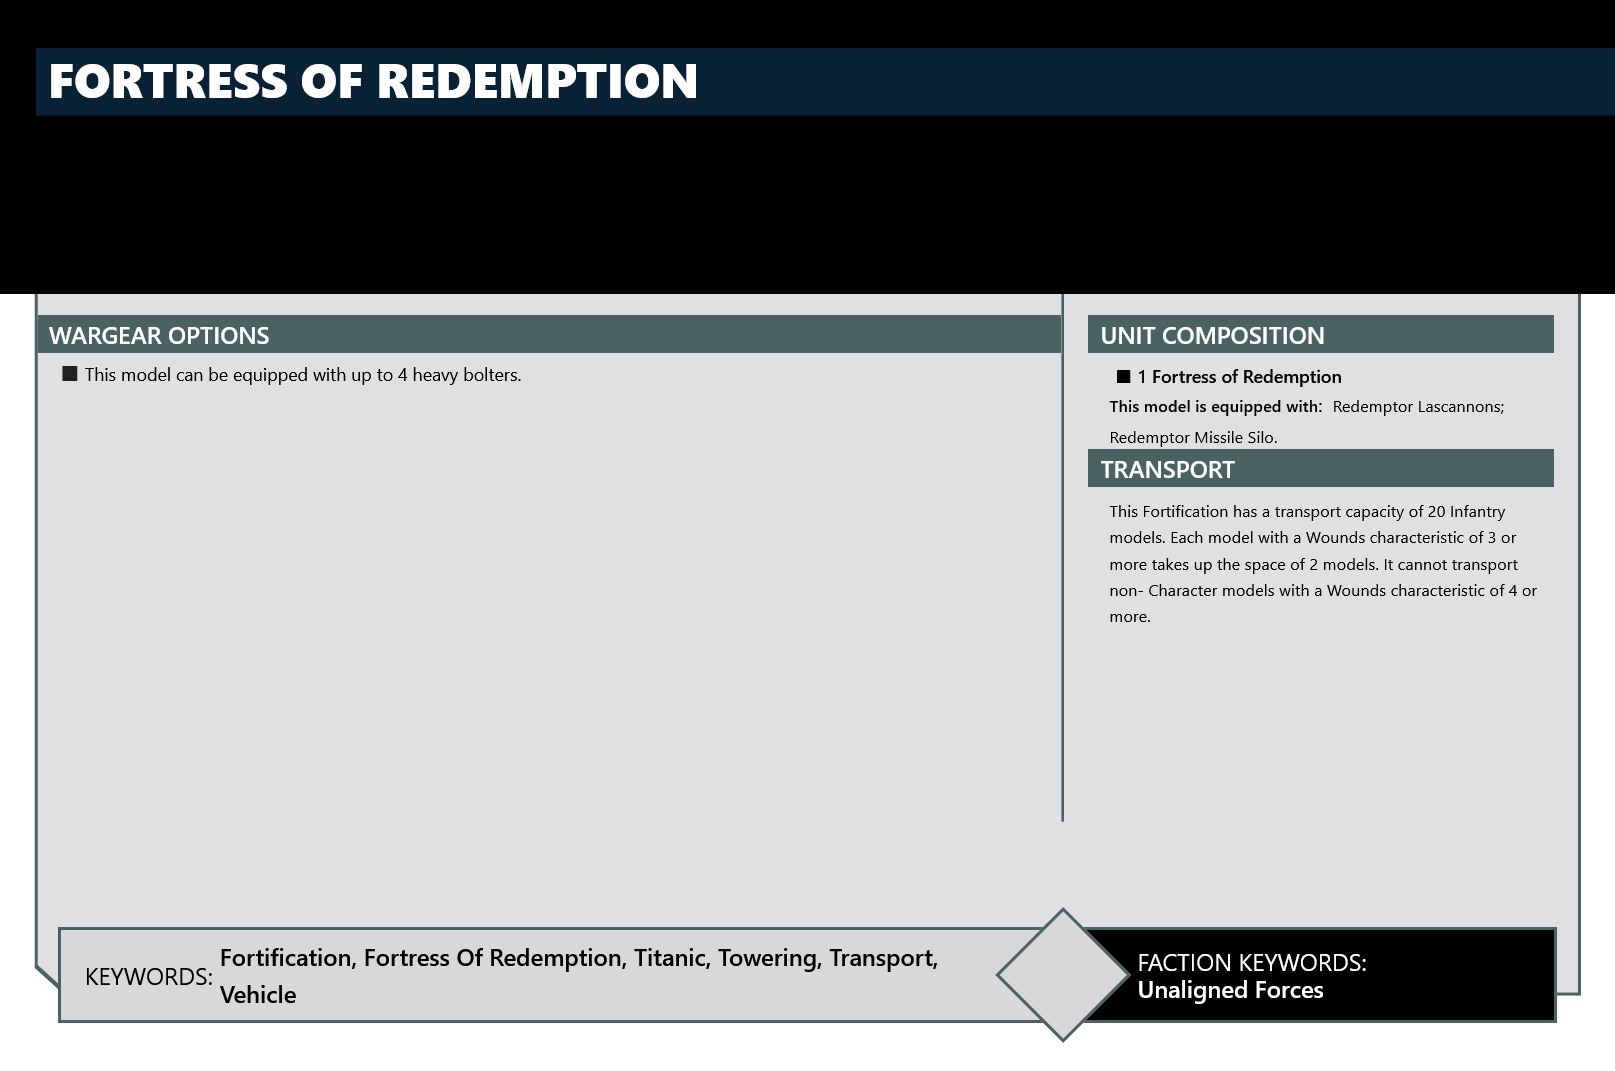 FORTRESS OF REDEMPTION
WARGEAR OPTIONS
■ This model can be equipped with up to 4 heavy bolters.
UNIT COMPOSITION
■ 1 Fortress of Redemption
This model is equipped with: Redemptor Lascannons;
Redemptor Missile Silo.
TRANSPORT
This Fortification has a transport capacity of 20 Infantry
models. Each model with a Wounds characteristic of 3 or
more takes up the space of 2 models. It cannot transport
non- Character models with a Wounds characteristic of 4 or
more.
KEYWORDS: Fortification, Fortress Of Redemption, Titanic, Towering, Transport,
Vehicle
FACTION KEYWORDS:
Unaligned Forces